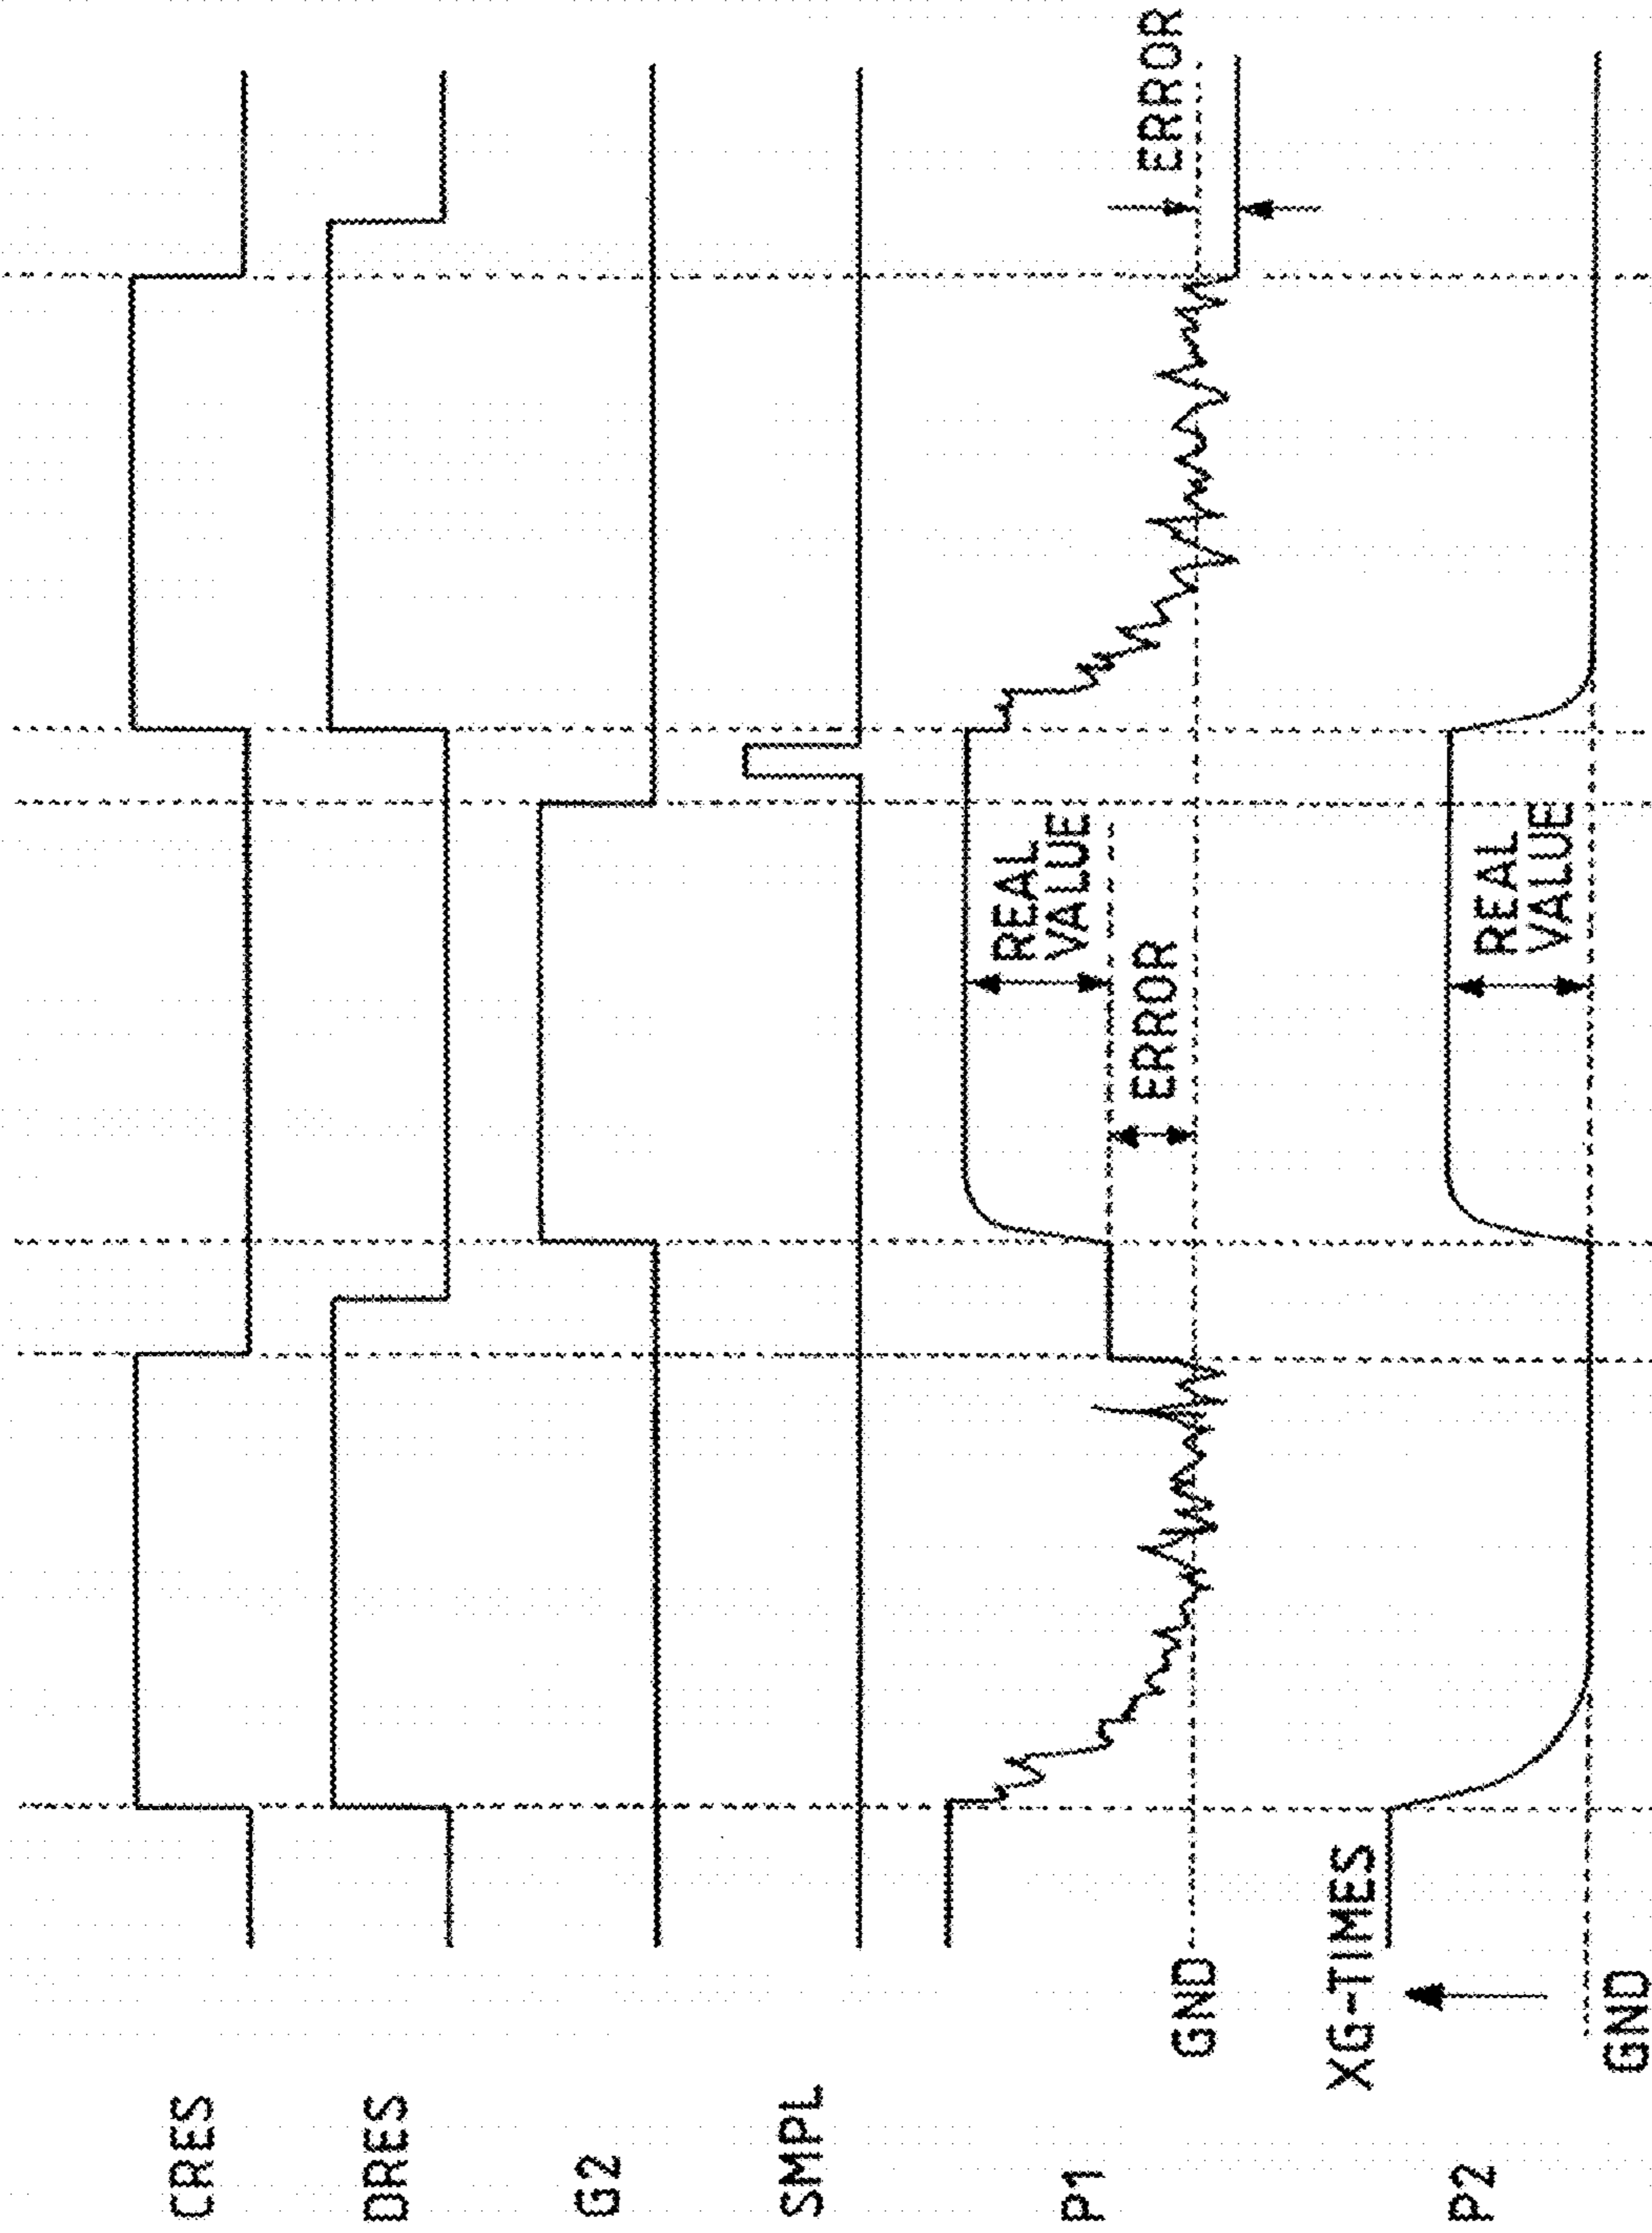 CRES
DRES
G2
SMPL
P1
REAL
VALUE
ERROR
ERROR
GND
XG-TIMES
P2
REAL
VALUE
GND